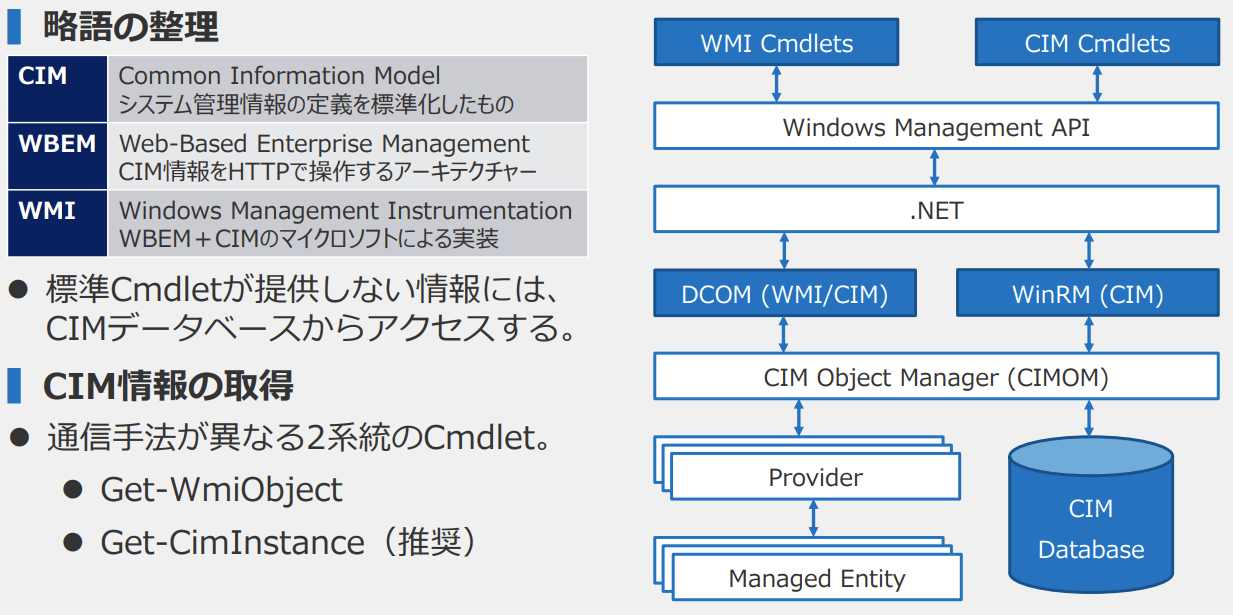 略語の整理
CIM
Common Information Model
システム管理情報の定義を標準化したもの
WBEM
Web-Based Enterprise Management
CIM情報をHTTPで操作するアーキテクチャー
WMI
Windows Management Instrumentation
WBEM＋CIMのマイクロソフトによる実装
● 標準Cmdletが提供しない情報には、
CIMデータベースからアクセスする。
CIM情報の取得
● 通信手法が異なる2系統のCmdlet。
● Get-WmiObject
● Get-CimInstance（推奨）
WMI Cmdlets
CIM Cmdlets
Windows Management API
.NET
DCOM (WMI/CIM)
WinRM (CIM)
CIM Object Manager (CIMOM)
Provider
CIM
Database
Managed Entity